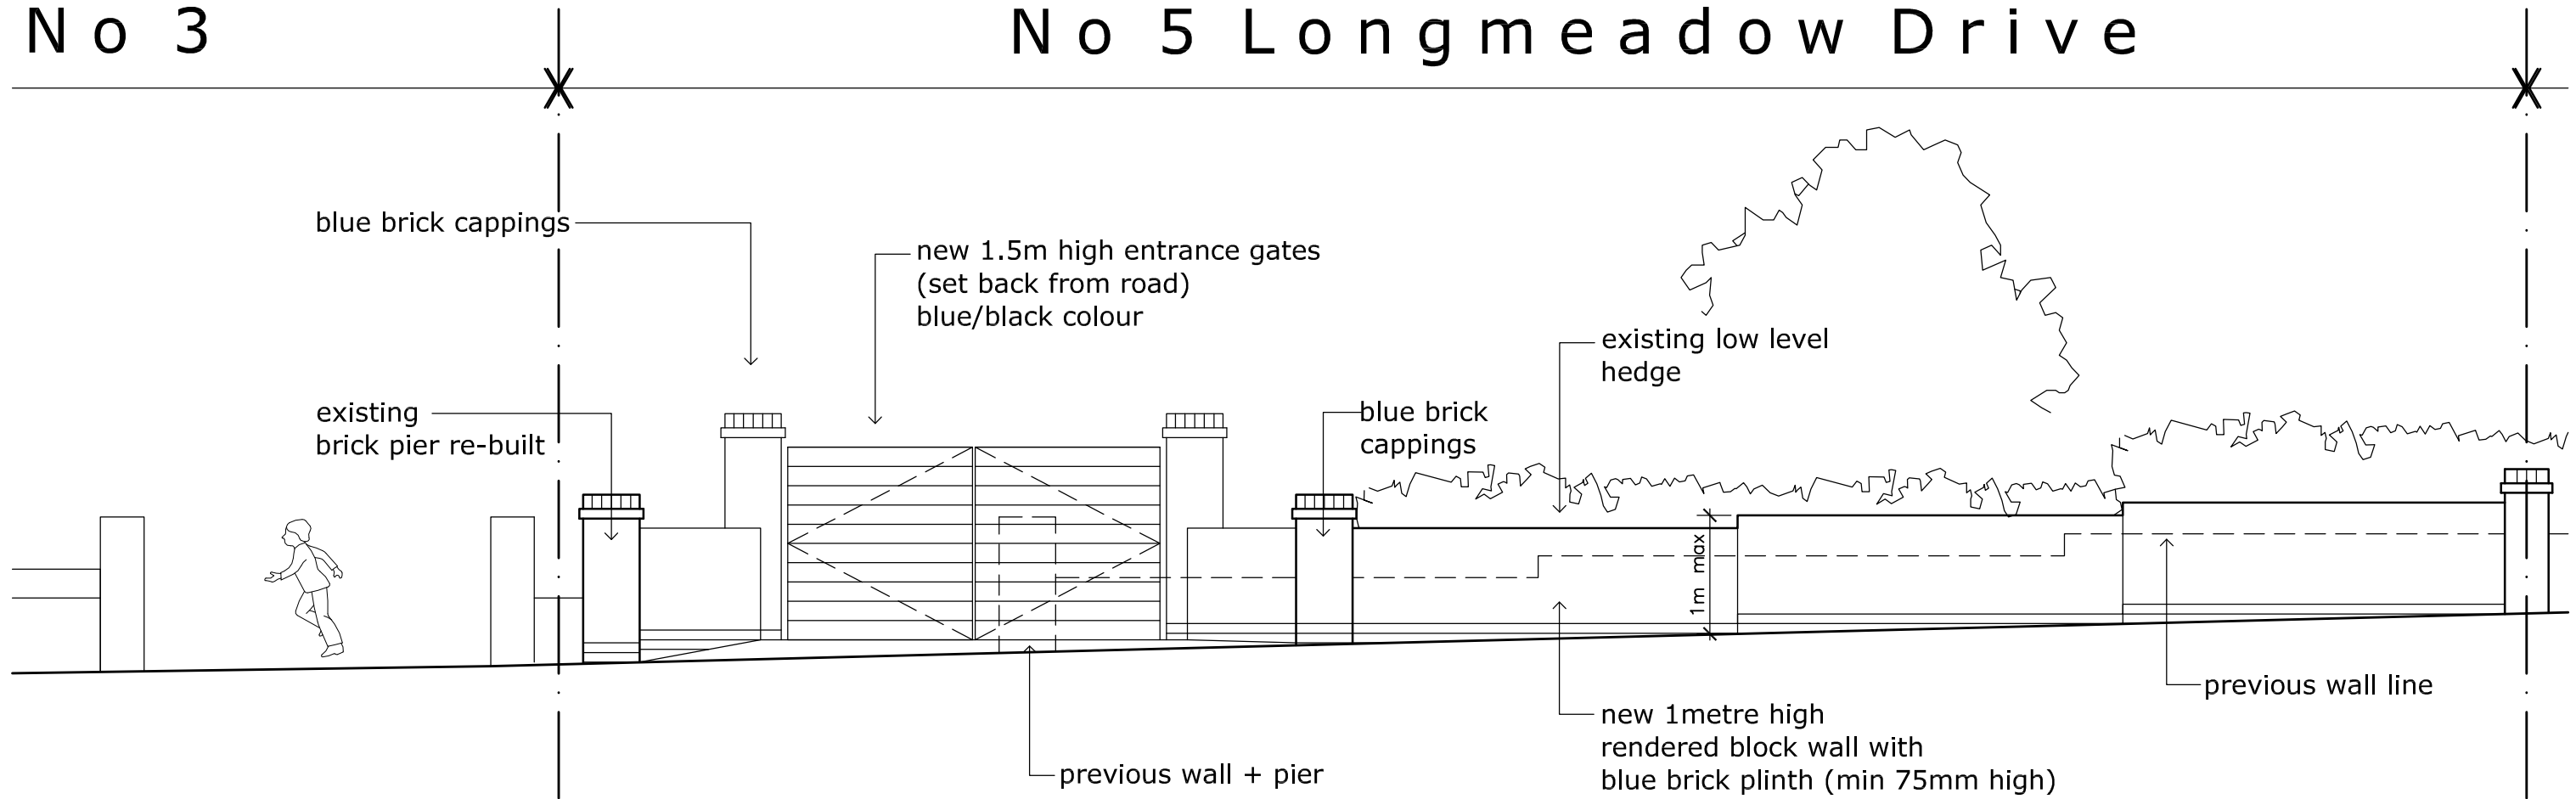 No 3
No 5 Longmeadow Drive
blue brick cappings
new 1.5m high entrance gates
(set back from road)
blue/black colour
existing low level
hedge
existing
brick pier re-built
blue brick
cappings
1m max
previous wall line
new 1metre high
rendered block wall with
blue brick plinth (min 75mm high)
previous wall + pier